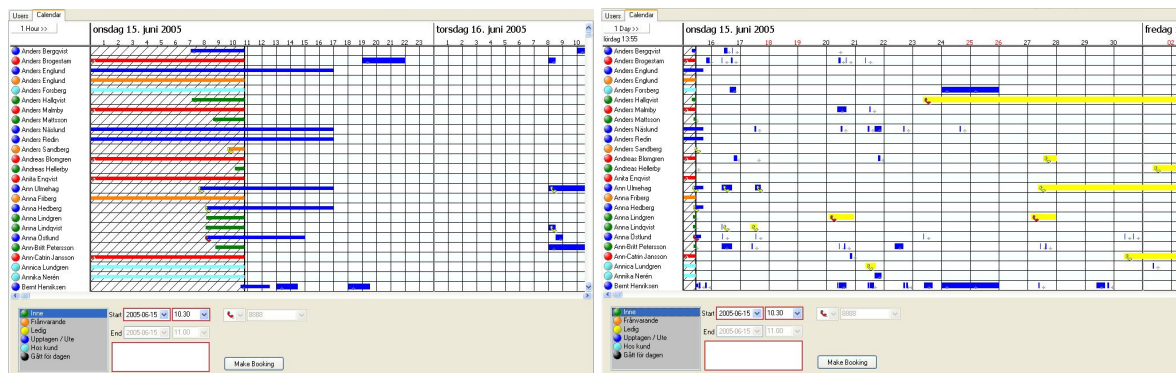 Users Calendar
1 Hour >>
onsdag 15. juni 2005
torsdag 16. juni 2005
1 2 3 4 5 6 7 8 9 10 11 12 13 14 15 16 17 18 19 20 21 22 23 1 2 3 4 5 6 7 8 9 10
Anders Bergqvist
Anders Brogestam
Anders Englund
Anders Englund
Anders Forsberg
Anders Hallqvist
Anders Malmby
Anders Mattsson
Anders Näslund
Anders Redin
Anders Sandberg
Andreas Blomgren
Andreas Hellerby
Anita Enqvist
Ann Ulmehag
Anna Friberg
Anna Hedberg
Anna Lindgren
Anna Lindqvist
Anna Östlund
Ann-Britt Petersson
Ann-Catrin Jansson
Annica Lundgren
Annika Nerén
Bernt Henriksen
Inne
Frånvarande
Ledig
Upptagen / Ute
Hos kund
Gått för dagen
Start 2005-06-15 10.30 8888
End 2005-06-15 11.00
Make Booking
Users Calendar
1 Day >>
onsdag 15. juni 2005
fredag
lördag 13:55
16 17 18 19 20 21 22 23 24 25 26 27 28 29 30 02
Anders Bergqvist
Anders Brogestam
Anders Englund
Anders Englund
Anders Forsberg
Anders Hallqvist
Anders Malmby
Anders Mattsson
Anders Näslund
Anders Redin
Anders Sandberg
Andreas Blomgren
Andreas Hellerby
Anita Enqvist
Ann Ulmehag
Anna Friberg
Anna Hedberg
Anna Lindgren
Anna Lindqvist
Anna Östlund
Ann-Britt Petersson
Ann-Catrin Jansson
Annica Lundgren
Annika Nerén
Bernt Henriksen
Inne
Frånvarande
Ledig
Upptagen / Ute
Hos kund
Gått för dagen
Start 2005-06-15 10.30 8888
End 2005-06-15 11.00
Make Booking